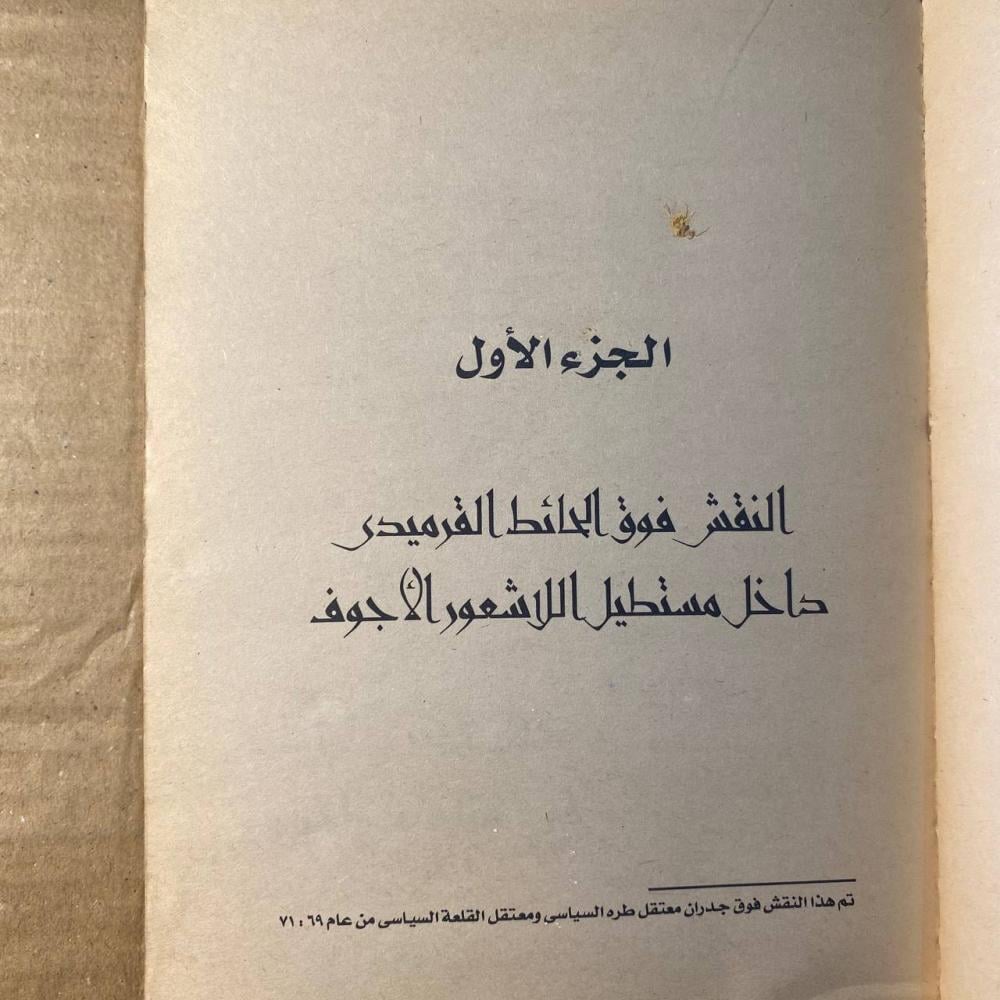 الجزء الأول
النقش فوق الحائط القرميدى
داخل مستطيل اللاشعور الأجوف
تم هذا النقش فوق جدران معتقل طره السياسى ومعتقل القلعة السياسى من عام ٦٩ : ٧١